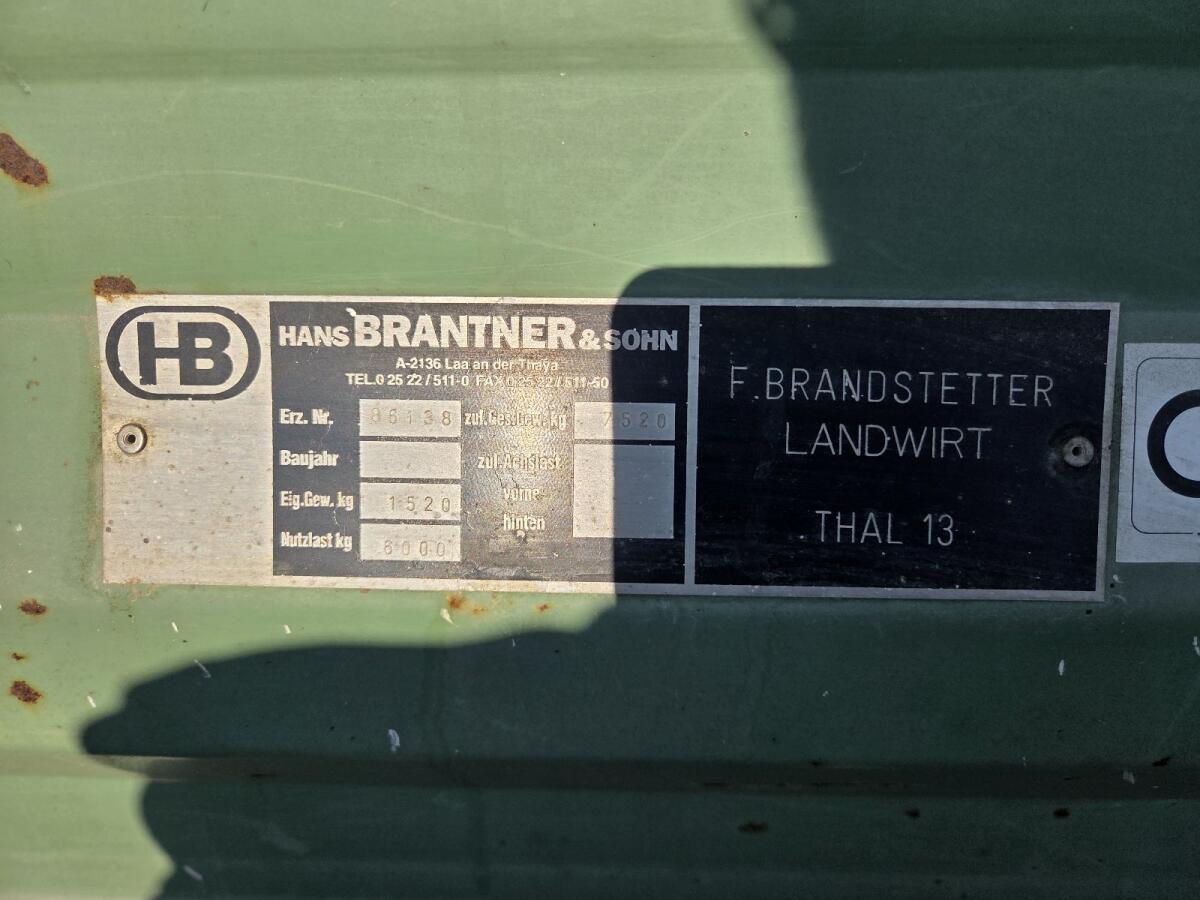 HB
HANS BRANTNER & SOHN
A-2136 Laa an der Thaya
TEL.0 25 22/511-0 FAX 0 25 22/511-50
Erz. Nr. 86138 zul.Ges.Gew.kg 7520
Baujahr zul.Achslast
Eig.Gew. kg 1520 vorne
Nutzlast kg 6000 hinten
F.BRANDSTETTER
LANDWIRT
THAL 13